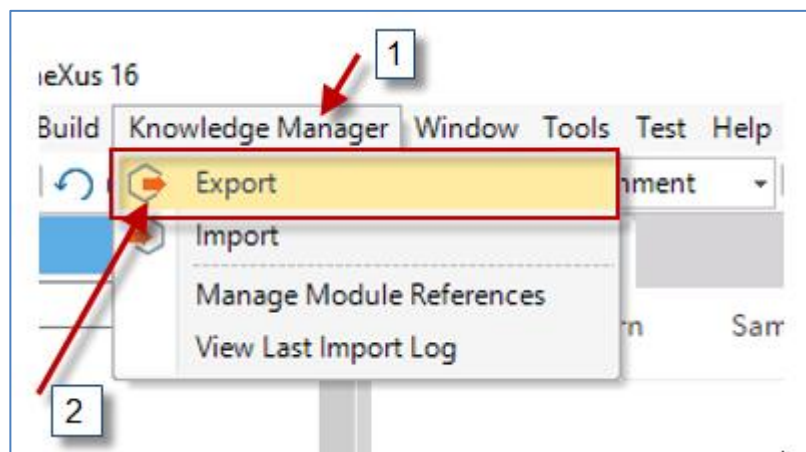 1
eXus 16
Build Knowledge Manager Window Tools Test Help
Export nment
Import
Manage Module References
rn Sam
View Last Import Log
2